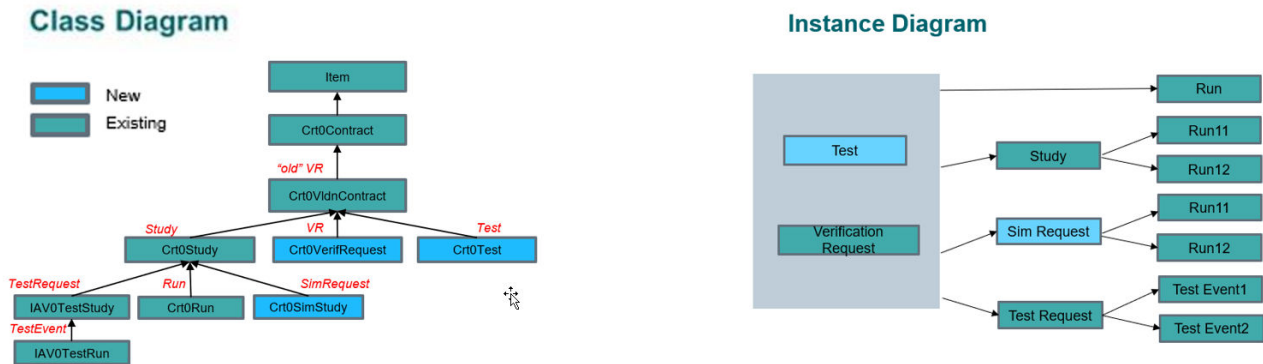 Class Diagram
New
Existing
Item
Crt0Contract
"old" VR
Crt0VldnContract
Study
VR
Test
Crt0Study
Crt0VerifRequest
Crt0Test
TestRequest
Run
SimRequest
IAV0TestStudy
Crt0Run
Crt0SimStudy
TestEvent
IAV0TestRun
Instance Diagram
Test
Verification
Request
Run
Study
Run11
Run12
Sim Request
Run11
Run12
Test Request
Test Event1
Test Event2